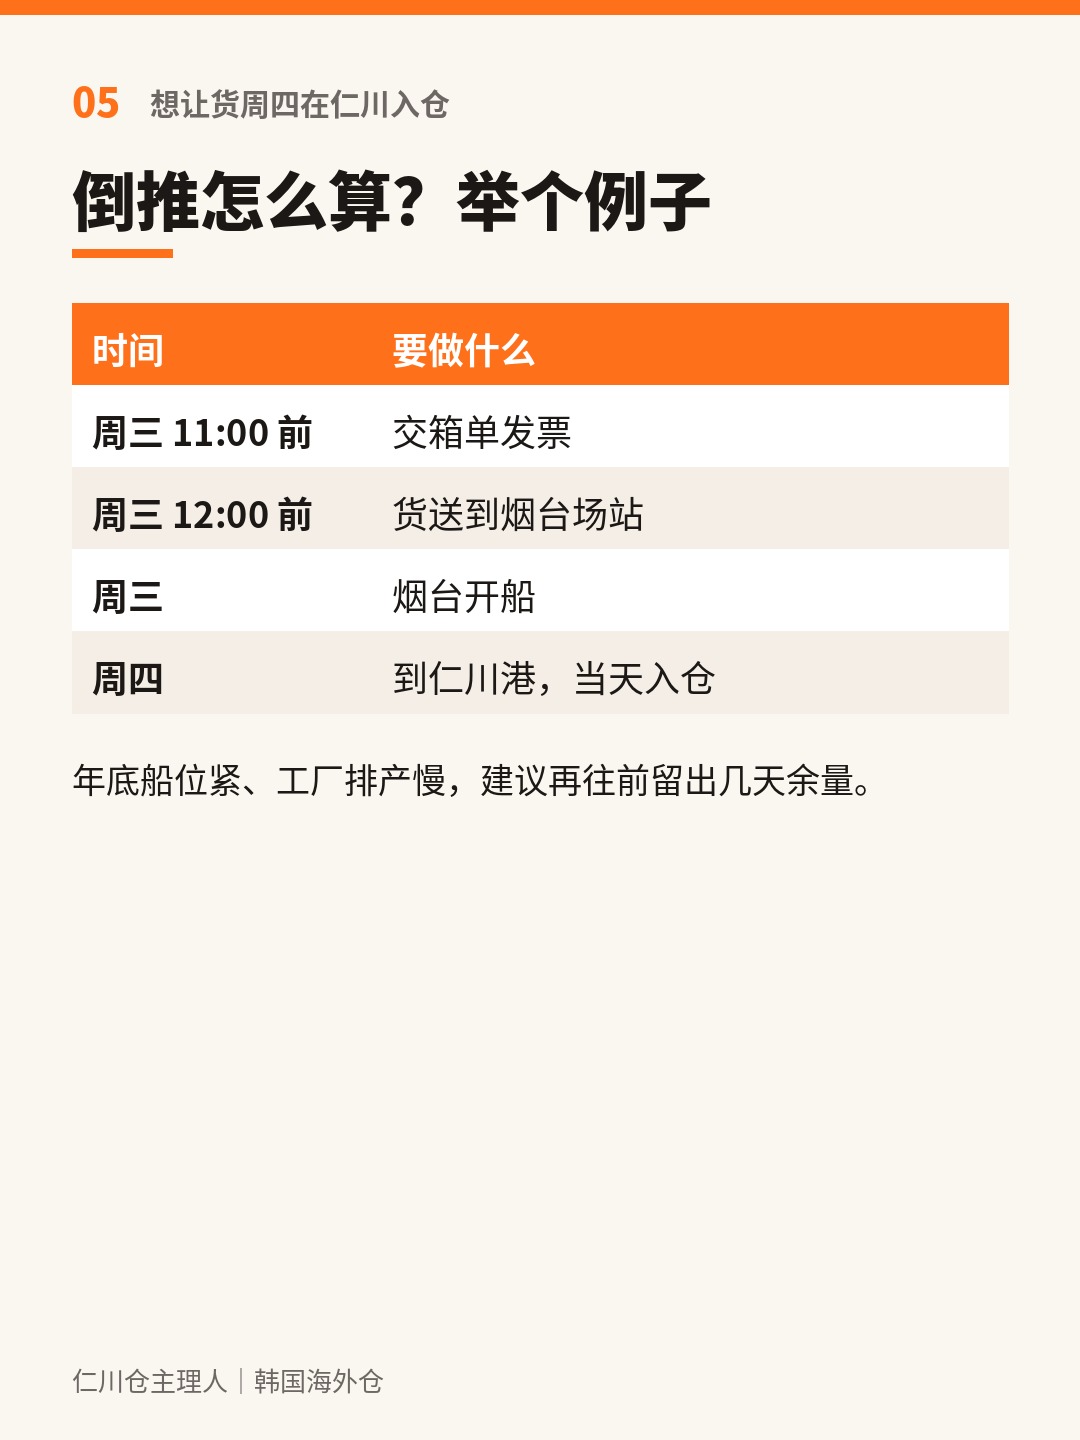 05 想让货周四在仁川入仓
倒推怎么算？举个例子
时间 要做什么
周三 11:00 前 交箱单发票
周三 12:00 前 货送到烟台场站
周三 烟台开船
周四 到仁川港，当天入仓
年底船位紧、工厂排产慢，建议再往前留出几天余量。
仁川仓主理人｜韩国海外仓